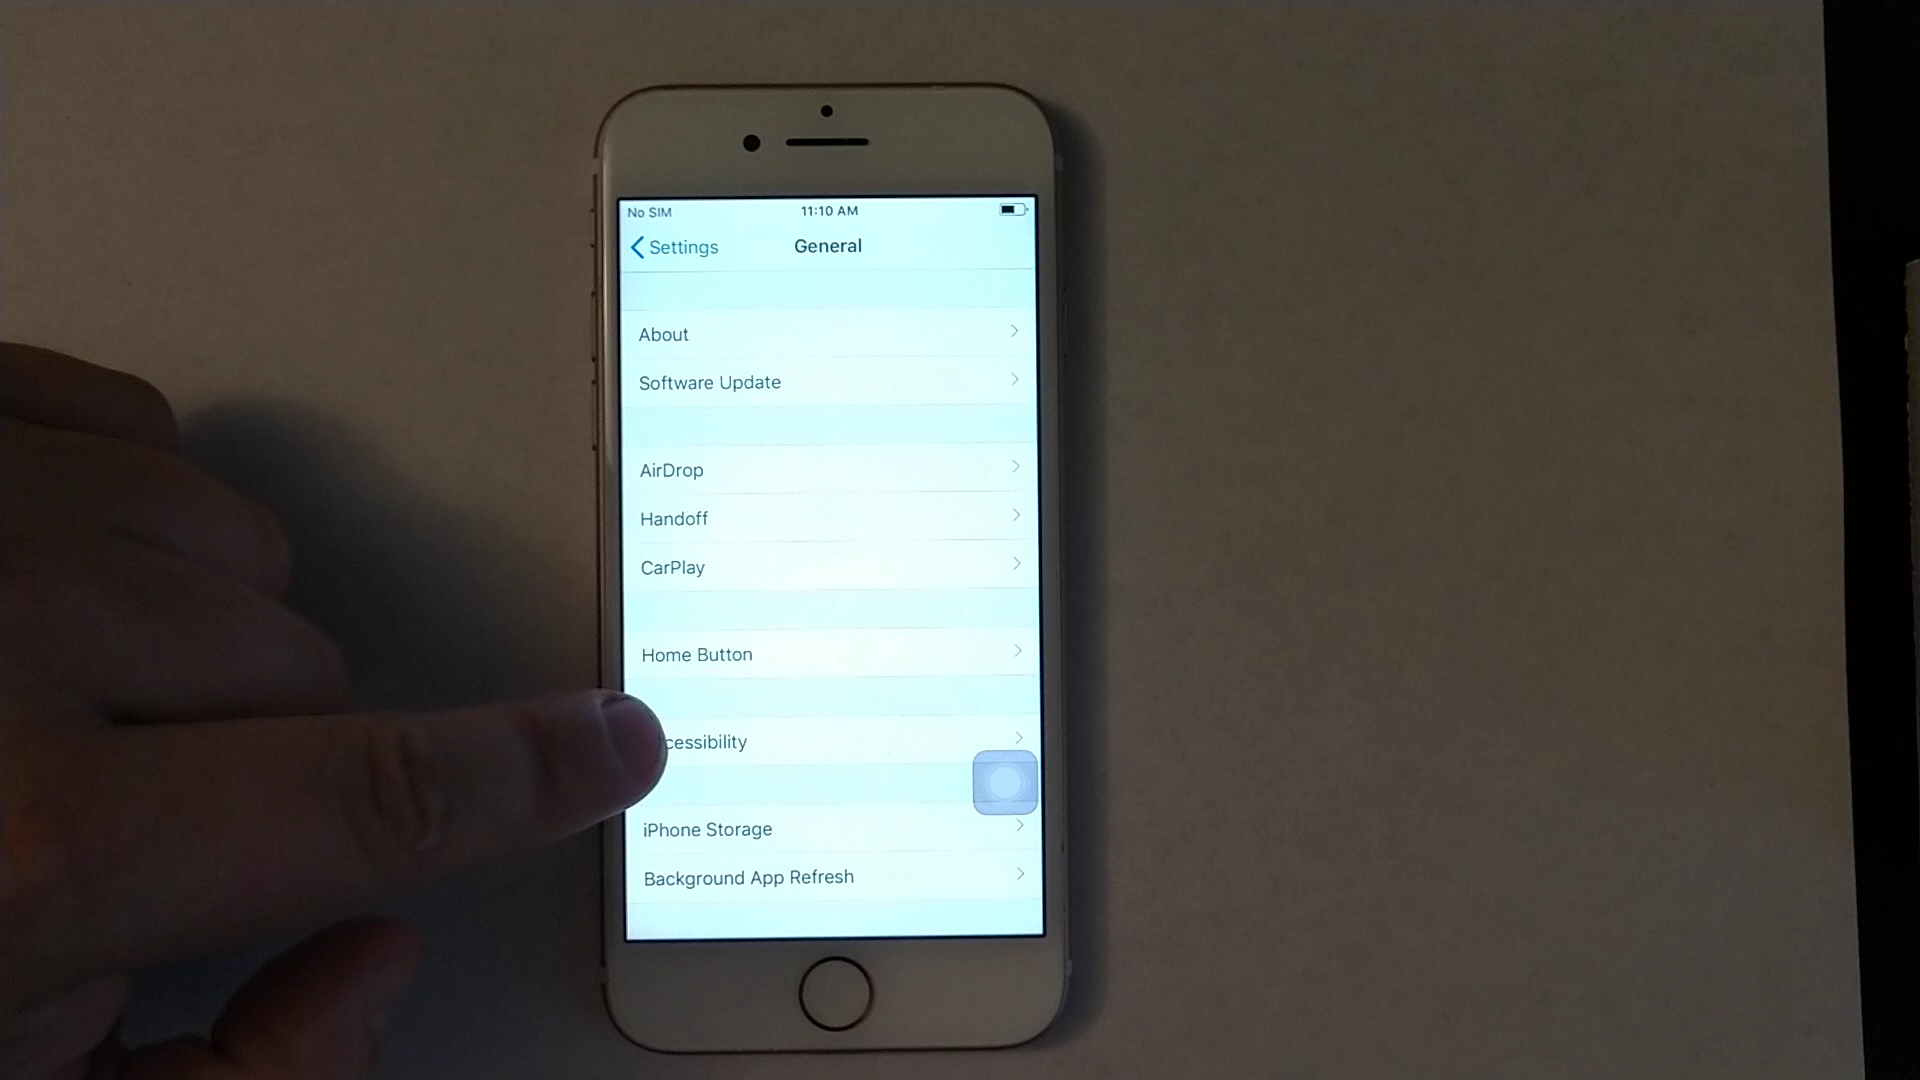 No SIM 11:10 AM
Settings General
About
Software Update
AirDrop
Handoff
CarPlay
Home Button
cessibility
iPhone Storage
Background App Refresh